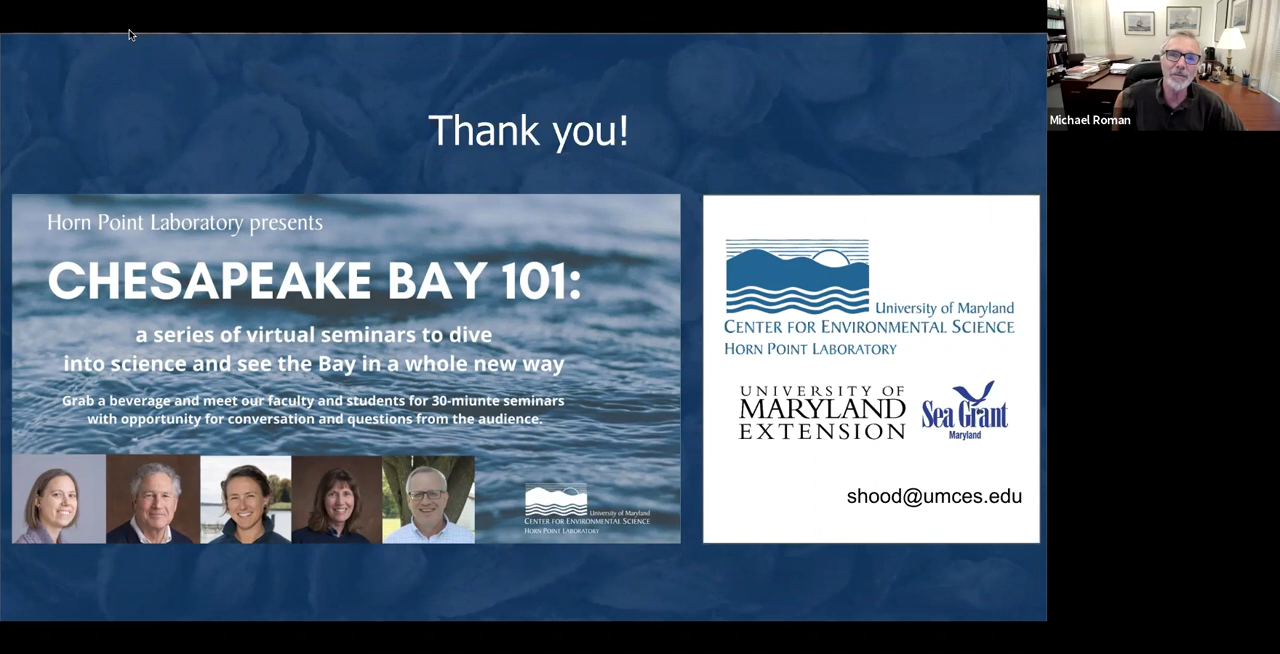 Thank you!
Horn Point Laboratory presents
CHESAPEAKE BAY 101:
a series of virtual seminars to dive
into science and see the Bay in a whole new way
Grab a beverage and meet our faculty and students for 30-miunte seminars
with opportunity for conversation and questions from the audience.
University of Maryland
CENTER FOR ENVIRONMENTAL SCIENCE
HORN POINT LABORATORY
University of Maryland
CENTER FOR ENVIRONMENTAL SCIENCE
HORN POINT LABORATORY
UNIVERSITY OF
MARYLAND
EXTENSION
Sea Grant
Maryland
shood@umces.edu
Michael Roman